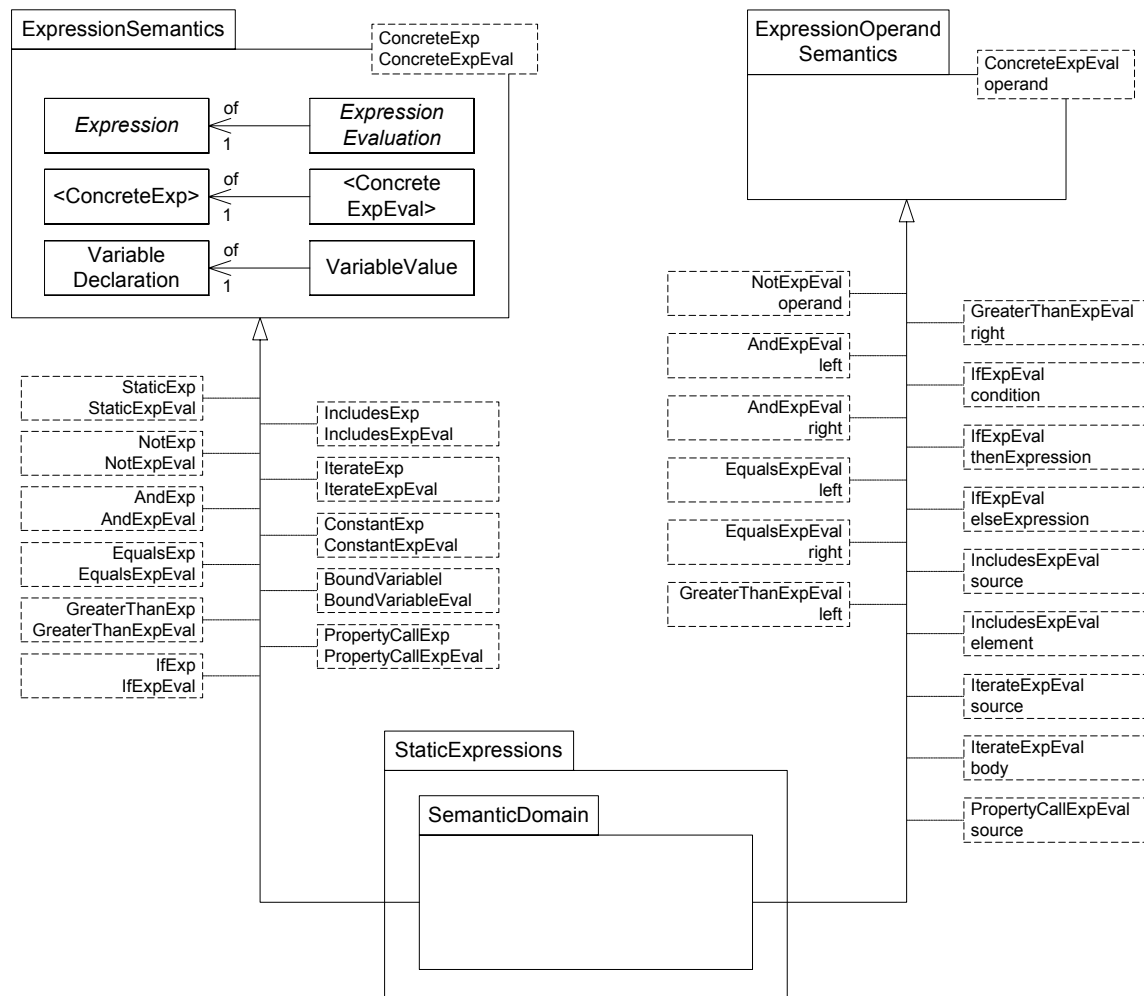 ExpressionSemantics
ConcreteExp
ConcreteExpEval
Expression
of
1
Expression
Evaluation
<ConcreteExp>
of
1
<Concrete
ExpEval>
Variable
Declaration
of
1
VariableValue
StaticExp
StaticExpEval
NotExp
NotExpEval
AndExp
AndExpEval
EqualsExp
EqualsExpEval
GreaterThanExp
GreaterThanExpEval
IfExp
IfExpEval
IncludesExp
IncludesExpEval
IterateExp
IterateExpEval
ConstantExp
ConstantExpEval
BoundVariablel
BoundVariableEval
PropertyCallExp
PropertyCallExpEval
ExpressionOperand
Semantics
ConcreteExpEval
operand
NotExpEval
operand
AndExpEval
left
AndExpEval
right
EqualsExpEval
left
EqualsExpEval
right
GreaterThanExpEval
left
GreaterThanExpEval
right
IfExpEval
condition
IfExpEval
thenExpression
IfExpEval
elseExpression
IncludesExpEval
source
IncludesExpEval
element
IterateExpEval
source
IterateExpEval
body
PropertyCallExpEval
source
StaticExpressions
SemanticDomain